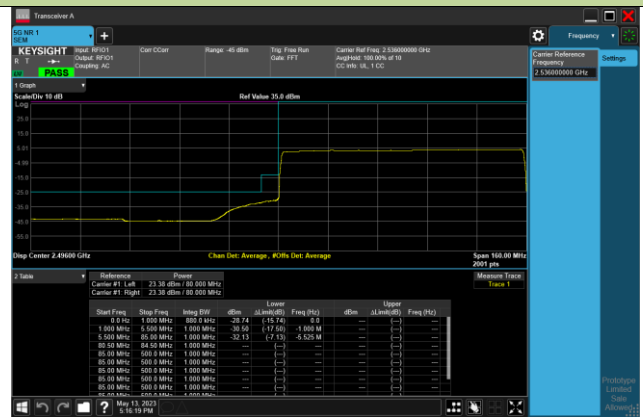 Transceiver A
5G NR 1
SEM
Frequency
KEYSIGHT
R T
PASS
Input: RFIO1
Output: RFIO1
Coupling: AC
Corr CCorr
Range: -45 dBm
Trig: Free Run
Gate: FFT
Carrier Ref Freq: 2.536000000 GHz
Avg|Hold: 100.00% of 10
CC Info: UL, 1 CC
Carrier Reference
Frequency
2.536000000 GHz
Settings
1 Graph
Scale/Div 10 dB
Ref Value 35.0 dBm
Log
25.0
15.0
5.01
-4.99
-15.0
-25.0
-35.0
-45.0
-55.0
Disp Center 2.49600 GHz
Chan Det: Average , #Offs Det: Average
Span 160.00 MHz
2001 pts
2 Table
Reference Power
Carrier #1: Left 23.38 dBm / 80.000 MHz
Carrier #1: Right 23.38 dBm / 80.000 MHz
Measure Trace
Trace 1
Lower Upper
Start Freq Stop Freq Integ BW dBm ΔLimit(dB) Freq (Hz) dBm ΔLimit(dB) Freq (Hz)
0.0 Hz 1.000 MHz 880.0 kHz -28.74 (-15.74) 0.0 --- (---) ---
1.000 MHz 5.500 MHz 1.000 MHz -30.50 (-17.50) -1.000 M --- (---) ---
5.500 MHz 85.00 MHz 1.000 MHz -32.13 (-7.13) -5.525 M --- (---) ---
80.50 MHz 84.50 MHz 1.000 MHz --- (---) --- --- (---) ---
85.00 MHz 500.0 MHz 1.000 MHz --- (---) --- --- (---) ---
85.00 MHz 500.0 MHz 1.000 MHz --- (---) --- --- (---) ---
85.00 MHz 500.0 MHz 1.000 MHz --- (---) --- --- (---) ---
85.00 MHz 500.0 MHz 1.000 MHz --- (---) --- --- (---) ---
85.00 MHz 500.0 MHz 1.000 MHz --- (---) --- --- (---) ---
May 13, 2023
5:16:19 PM
Prototype
Limited
Sale
Allowed